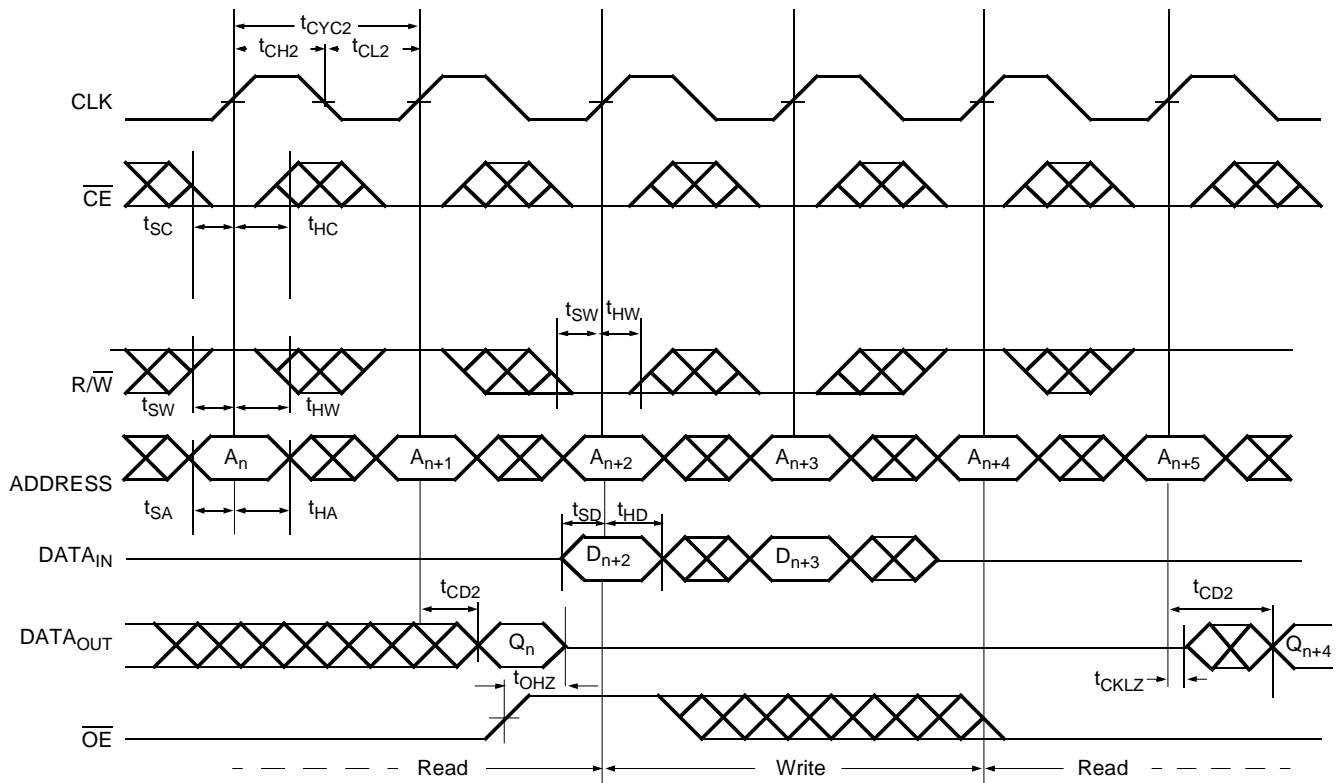 tCYC2
tCH2 tCL2
CLK
CE
tSC tHC
tSW tHW
R/W
tSW tHW
An An+1 An+2 An+3 An+4 An+5
ADDRESS
tSA tHA
tSD tHD
DATAIN Dn+2 Dn+3
tCD2 tCD2
DATAOUT Qn Qn+4
tOHZ tCKLZ
OE
Read Write Read